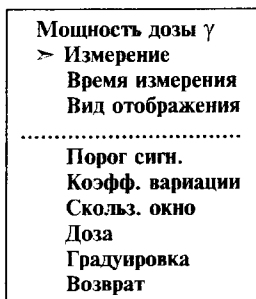 Мощность дозы γ
➢ Измерение
Время измерения
Вид отображения
Порог сигн.
Коэфф. вариации
Скольз. окно
Доза
Градуировка
Возврат